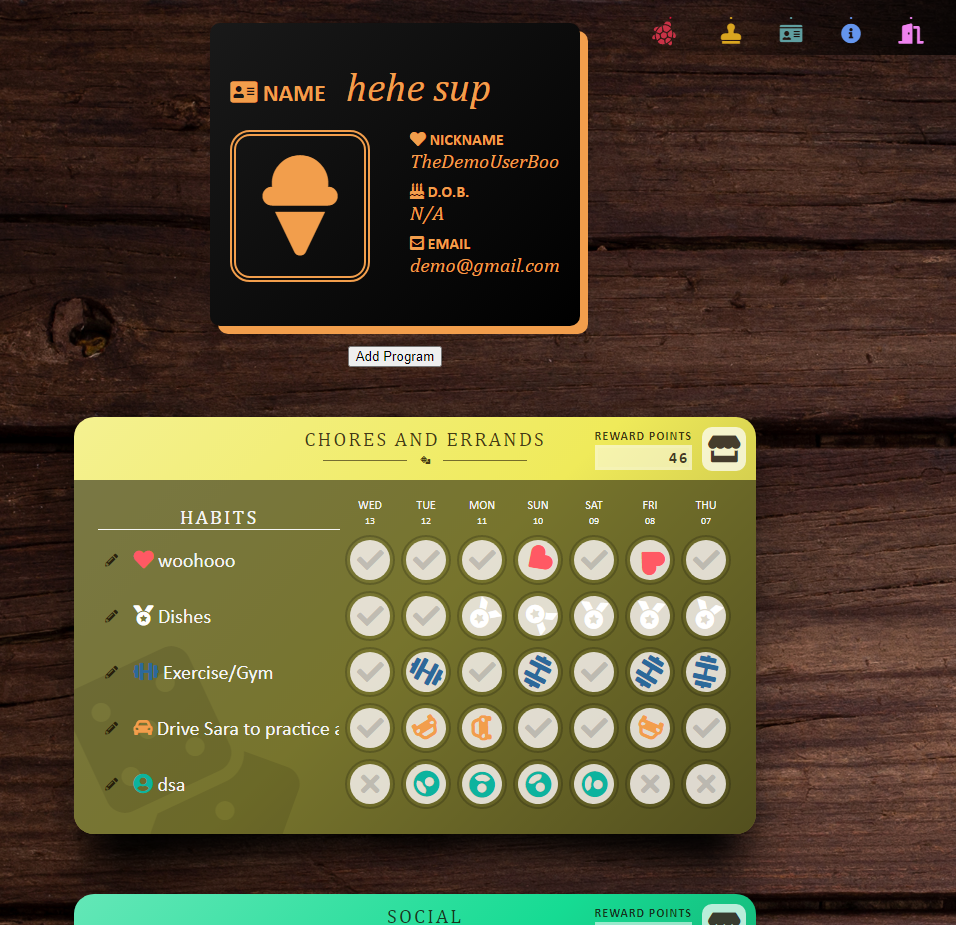 NAME hehe sup
NICKNAME
TheDemoUserBoo
D.O.B.
N/A
EMAIL
demo@gmail.com
Add Program
CHORES AND ERRANDS
REWARD POINTS
46
HABITS
WED TUE MON SUN SAT FRI THU
13 12 11 10 09 08 07
woohooo
Dishes
Exercise/Gym
Drive Sara to practice a
dsa
SOCIAL
REWARD POINTS